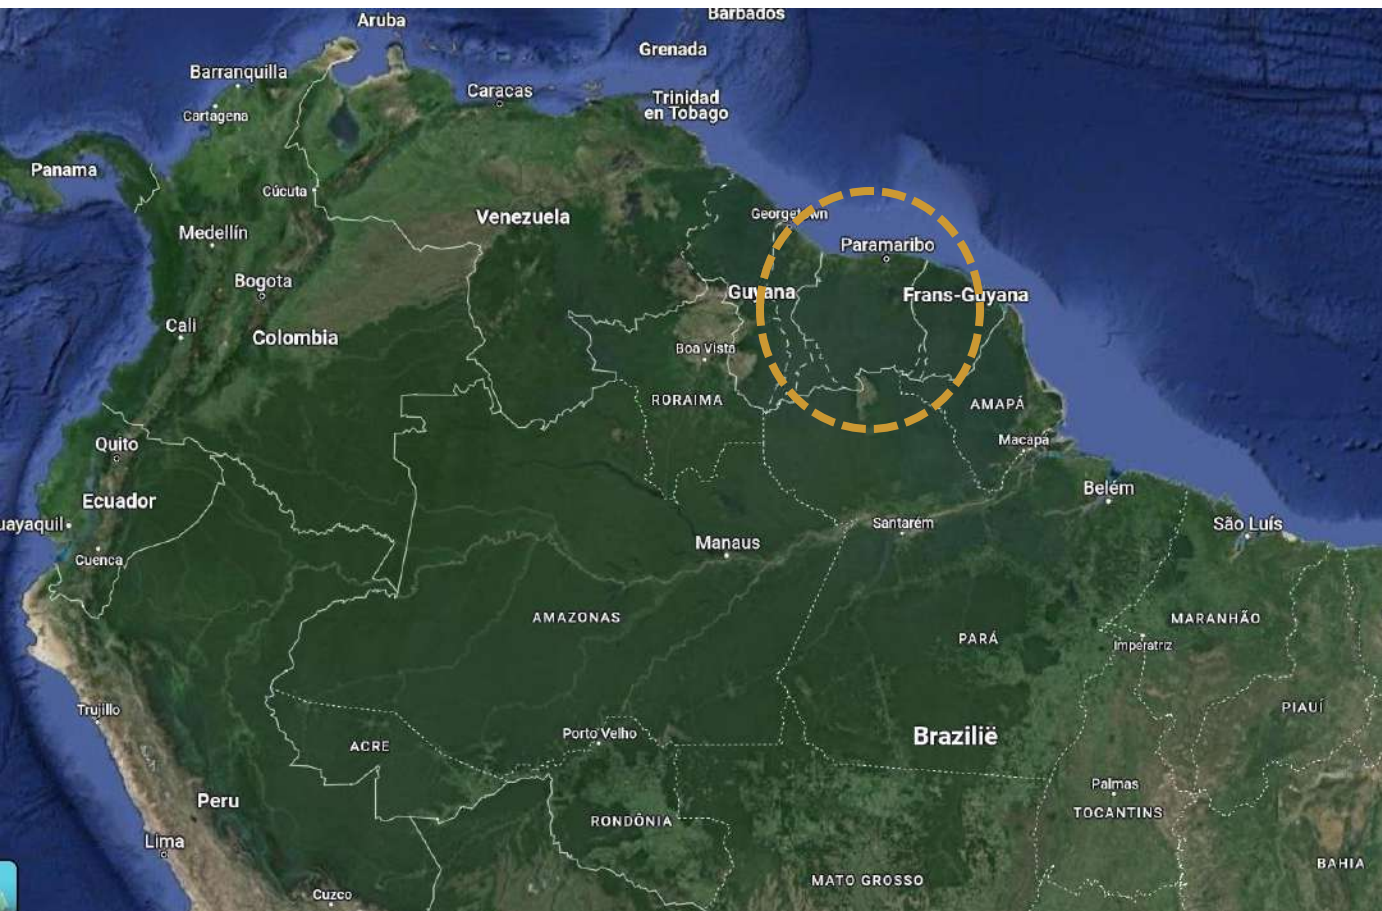 Aruba
Barbados
Grenada
Barranquilla
Caracas
Trinidad
en Tobago
Cartagena
Panama
Cúcuta
Venezuela
Georgetown
Medellín
Paramaribo
Bogota
Guyana
Frans-Guyana
Cali
Colombia
Boa Vista
RORAIMA
AMAPÁ
Quito
Macapá
Ecuador
Belém
uayaquil
Santarém
São Luís
Manaus
Cuenca
AMAZONAS
MARANHÃO
PARÁ
Imperatriz
Trujillo
PIAUÍ
Porto Velho
Brazilië
ACRE
Palmas
Peru
TOCANTINS
RONDÔNIA
Lima
BAHIA
MATO GROSSO
Cuzco